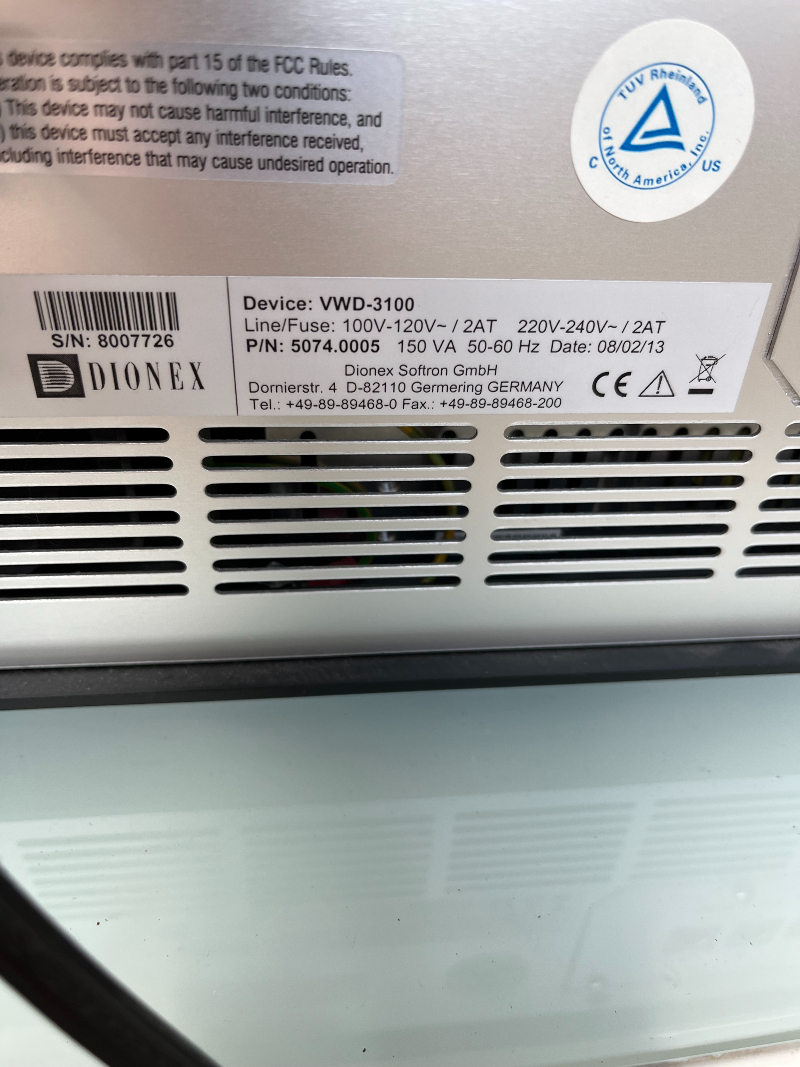 device complies with part 15 of the FCC Rules.
is subject to the following two conditions:
This device may not cause harmful interference, and
) this device must accept any interference received,
interference that may cause undesired operation.
TUV Rheinland
of North America, Inc.
C US
S/N: 8007726
DIONEX
Device: VWD-3100
Line/Fuse: 100V-120V~ / 2AT 220V-240V~ / 2AT
P/N: 5074.0005 150 VA 50-60 Hz Date: 08/02/13
Dionex Softron GmbH
Dornierstr. 4 D-82110 Germering GERMANY
Tel.: +49-89-89468-0 Fax.: +49-89-89468-200
CE